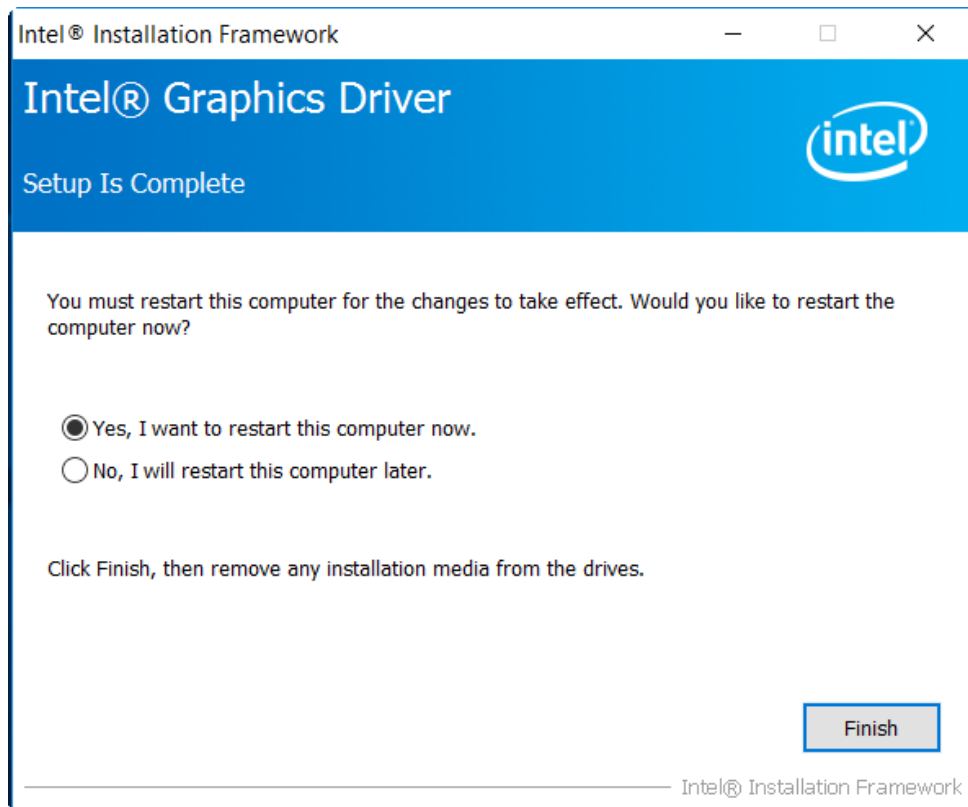 Intel® Installation Framework
Intel® Graphics Driver
intel®
Setup Is Complete
You must restart this computer for the changes to take effect. Would you like to restart the
computer now?
Yes, I want to restart this computer now.
No, I will restart this computer later.
Click Finish, then remove any installation media from the drives.
Finish
Intel® Installation Framework